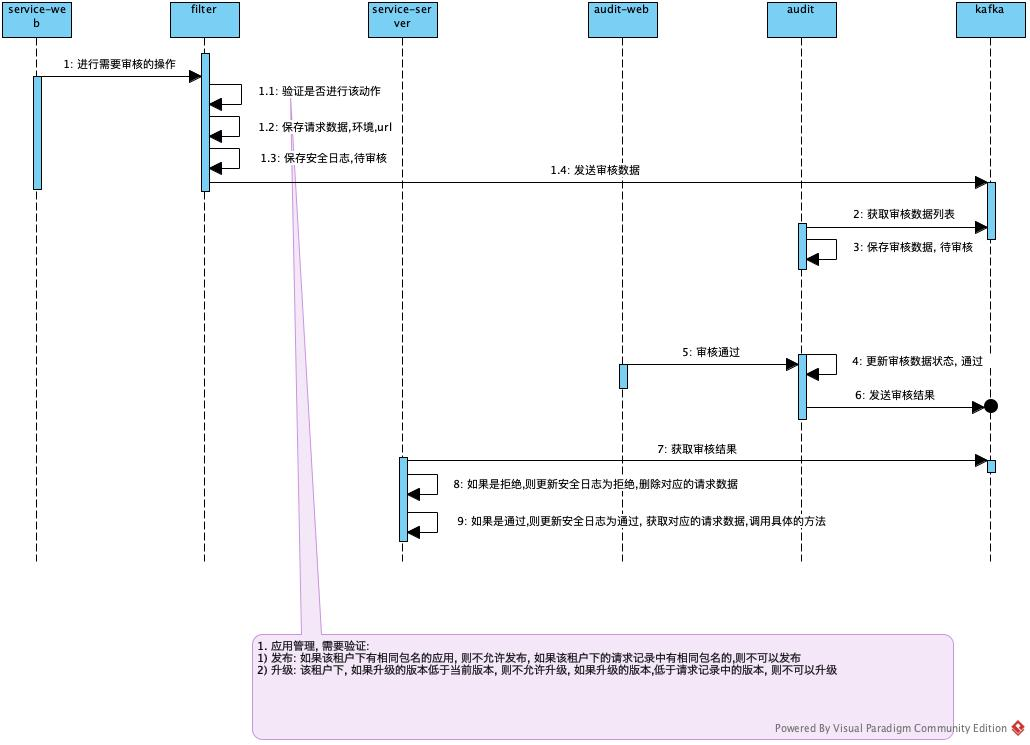 service-we
b
filter
service-ser
ver
audit-web
audit
kafka
1: 进行需要审核的操作
1.1: 验证是否进行该动作
1.2: 保存请求数据,环境,url
1.3: 保存安全日志,待审核
1.4: 发送审核数据
2: 获取审核数据列表
3: 保存审核数据, 待审核
5: 审核通过
4: 更新审核数据状态, 通过
6: 发送审核结果
7: 获取审核结果
8: 如果是拒绝,则更新安全日志为拒绝,删除对应的请求数据
9: 如果是通过,则更新安全日志为通过, 获取对应的请求数据,调用具体的方法
1. 应用管理, 需要验证:
1) 发布: 如果该租户下有相同包名的应用, 则不允许发布, 如果该租户下的请求记录中有相同包名的,则不可以发布
2) 升级: 该租户下, 如果升级的版本低于当前版本, 则不允许升级, 如果升级的版本,低于请求记录中的版本, 则不可以升级
Powered By Visual Paradigm Community Edition